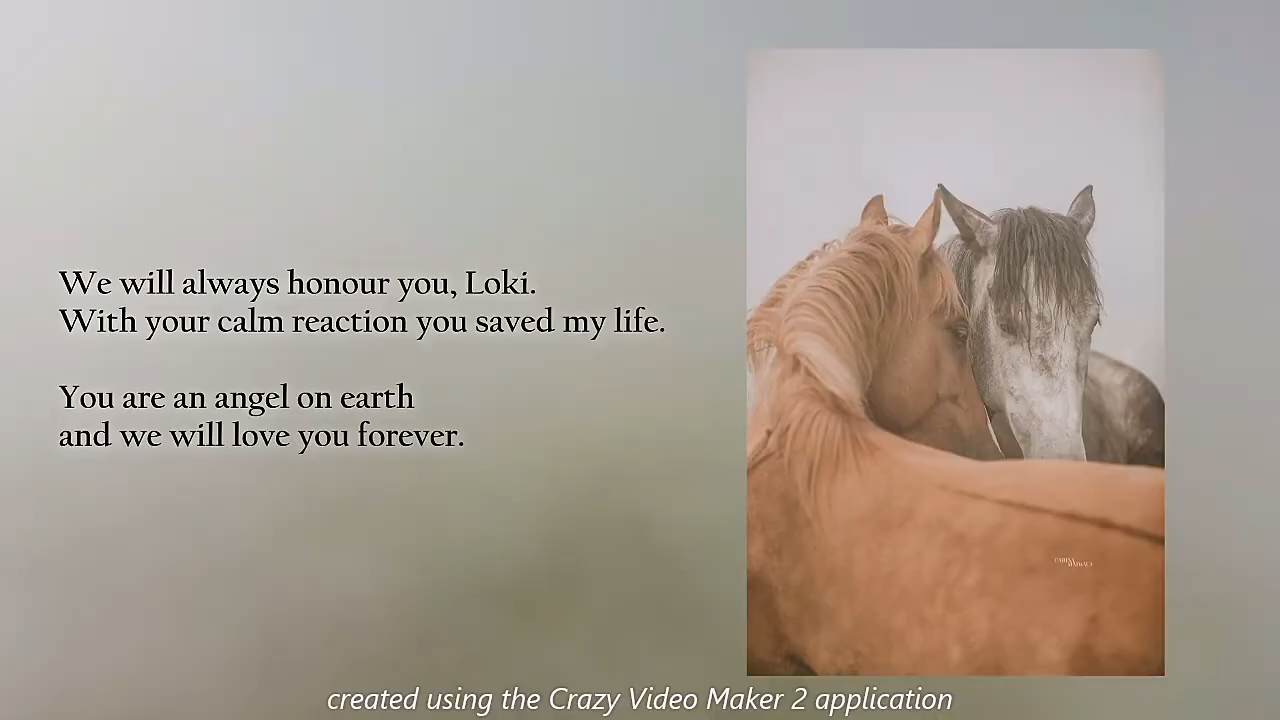 We will always honour you, Loki.
With your calm reaction you saved my life.
You are an angel on earth
and we will love you forever.
created using the Crazy Video Maker 2 application